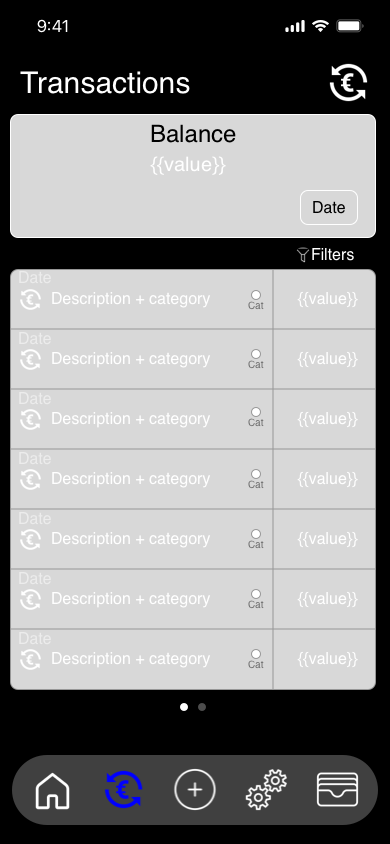 9:41
Transactions
Balance
{{value}}
Date
Filters
Date
Description + category
Cat
{{value}}
Date
Description + category
Cat
{{value}}
Date
Description + category
Cat
{{value}}
Date
Description + category
Cat
{{value}}
Date
Description + category
Cat
{{value}}
Date
Description + category
Cat
{{value}}
Date
Description + category
Cat
{{value}}